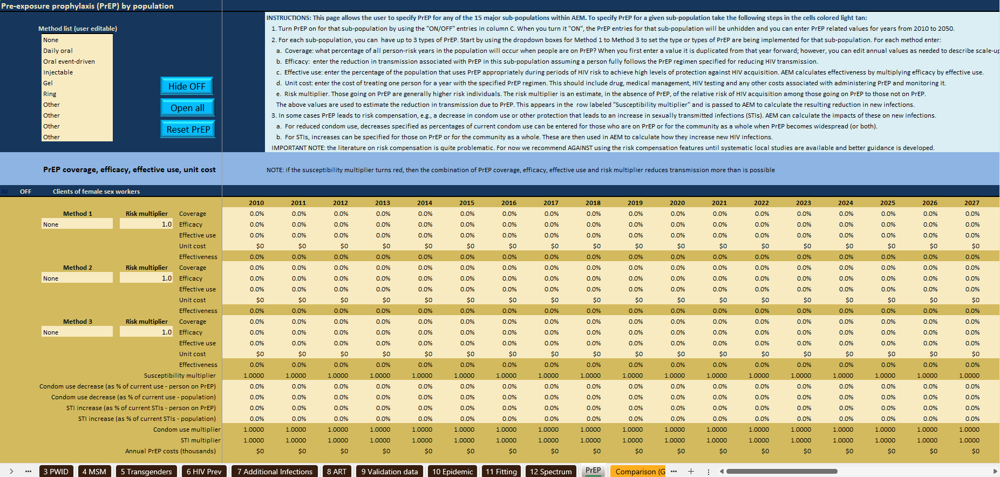 Pre-exposure prophylaxis (PrEP) by population
Method list (user editable)
None
Daily oral
Oral event-driven
Injectable
Gel
Ring
Other
Other
Other
Other
Hide OFF
Open all
Reset PrEP
INSTRUCTIONS: This page allows the user to specify PrEP for any of the 15 major sub-populations within AEM. To specify PrEP for a given sub-population take the following steps in the cells colored light tan:
1. Turn PrEP on for that sub-population by using the "ON/OFF" entries in column C. When you turn it "ON", the PrEP entries for that sub-population will be unhidden and you can enter PrEP related values for years from 2010 to 2050.
2. For each sub-population, you can have up to 3 types of PrEP. Start by using the dropdown boxes for Method 1 to Method 3 to set the type or types of PrEP are being implemented for that sub-population. For each method enter:
a. Coverage: what percentage of all person-risk years in the population will occur when people are on PrEP? When you first enter a value it is duplicated from that year forward; however, you can edit annual values as needed to describe scale-up
b. Efficacy: enter the reduction in transmission associated with PrEP in this sub-population assuming a person fully follows the PrEP regimen specified for reducing HIV transmission.
c. Effective use: enter the percentage of the population that uses PrEP appropriately during periods of HIV risk to achieve high levels of protection against HIV acquisition. AEM calculates effectiveness by multiplying efficacy by effective use.
d. Unit cost: enter the cost of treating one person for a year with the specified PrEP regimen. This should include drug, medical management, HIV testing and any other costs associated with administering PrEP and monitoring it.
e. Risk multiplier. Those going on PrEP are generally higher risk individuals. The risk multiplier is an estimate, in the absence of PrEP, of the relative risk of HIV acquisition among those going on PrEP to those not on PrEP.
The above values are used to estimate the reduction in transmission due to PrEP. This appears in the row labeled "Susceptibility multiplier" and is passed to AEM to calculate the resulting reduction in new infections.
3. In some cases PrEP leads to risk compensation, e.g., a decrease in condom use or other protection that leads to an increase in sexually transmitted infections (STIs). AEM can calculate the impacts of these on new infections.
a. For reduced condom use, decreases specified as percentages of current condom use can be entered for those who are on PrEP or for the community as a whole when PrEP becomes widespread (or both).
b. For STIs, increases can be specified for those on PrEP or for the community as a whole. These are then used in AEM to calculate how they increase new HIV infections.
IMPORTANT NOTE: the literature on risk compensation is quite problematic. For now we recommend AGAINST using the risk compensation features until systematic local studies are available and better guidance is developed.
PrEP coverage, efficacy, effective use, unit cost
NOTE: if the susceptibility multiplier turns red, then the combination of PrEP coverage, efficacy, effective use and risk multiplier reduces transmission more than is possible
## OFF Clients of female sex workers
2010 2011 2012 2013 2014 2015 2016 2017 2018 2019 2020 2021 2022 2023 2024 2025 2026 2027
Method 1 Risk multiplier Coverage 0.0% 0.0% 0.0% 0.0% 0.0% 0.0% 0.0% 0.0% 0.0% 0.0% 0.0% 0.0% 0.0% 0.0% 0.0% 0.0% 0.0% 0.0%
None 1.0 Efficacy 0.0% 0.0% 0.0% 0.0% 0.0% 0.0% 0.0% 0.0% 0.0% 0.0% 0.0% 0.0% 0.0% 0.0% 0.0% 0.0% 0.0% 0.0%
Effective use 0.0% 0.0% 0.0% 0.0% 0.0% 0.0% 0.0% 0.0% 0.0% 0.0% 0.0% 0.0% 0.0% 0.0% 0.0% 0.0% 0.0% 0.0%
Unit cost $0 $0 $0 $0 $0 $0 $0 $0 $0 $0 $0 $0 $0 $0 $0 $0 $0 $0
Effectiveness 0.0% 0.0% 0.0% 0.0% 0.0% 0.0% 0.0% 0.0% 0.0% 0.0% 0.0% 0.0% 0.0% 0.0% 0.0% 0.0% 0.0% 0.0%
Method 2 Risk multiplier Coverage 0.0% 0.0% 0.0% 0.0% 0.0% 0.0% 0.0% 0.0% 0.0% 0.0% 0.0% 0.0% 0.0% 0.0% 0.0% 0.0% 0.0% 0.0%
None 1.0 Efficacy 0.0% 0.0% 0.0% 0.0% 0.0% 0.0% 0.0% 0.0% 0.0% 0.0% 0.0% 0.0% 0.0% 0.0% 0.0% 0.0% 0.0% 0.0%
Effective use 0.0% 0.0% 0.0% 0.0% 0.0% 0.0% 0.0% 0.0% 0.0% 0.0% 0.0% 0.0% 0.0% 0.0% 0.0% 0.0% 0.0% 0.0%
Unit cost $0 $0 $0 $0 $0 $0 $0 $0 $0 $0 $0 $0 $0 $0 $0 $0 $0 $0
Effectiveness 0.0% 0.0% 0.0% 0.0% 0.0% 0.0% 0.0% 0.0% 0.0% 0.0% 0.0% 0.0% 0.0% 0.0% 0.0% 0.0% 0.0% 0.0%
Method 3 Risk multiplier Coverage 0.0% 0.0% 0.0% 0.0% 0.0% 0.0% 0.0% 0.0% 0.0% 0.0% 0.0% 0.0% 0.0% 0.0% 0.0% 0.0% 0.0% 0.0%
None 1.0 Efficacy 0.0% 0.0% 0.0% 0.0% 0.0% 0.0% 0.0% 0.0% 0.0% 0.0% 0.0% 0.0% 0.0% 0.0% 0.0% 0.0% 0.0% 0.0%
Effective use 0.0% 0.0% 0.0% 0.0% 0.0% 0.0% 0.0% 0.0% 0.0% 0.0% 0.0% 0.0% 0.0% 0.0% 0.0% 0.0% 0.0% 0.0%
Unit cost $0 $0 $0 $0 $0 $0 $0 $0 $0 $0 $0 $0 $0 $0 $0 $0 $0 $0
Effectiveness 0.0% 0.0% 0.0% 0.0% 0.0% 0.0% 0.0% 0.0% 0.0% 0.0% 0.0% 0.0% 0.0% 0.0% 0.0% 0.0% 0.0% 0.0%
Susceptibility multiplier 1.0000 1.0000 1.0000 1.0000 1.0000 1.0000 1.0000 1.0000 1.0000 1.0000 1.0000 1.0000 1.0000 1.0000 1.0000 1.0000 1.0000 1.0000
Condom use decrease (as % of current use - person on PrEP) 0.0% 0.0% 0.0% 0.0% 0.0% 0.0% 0.0% 0.0% 0.0% 0.0% 0.0% 0.0% 0.0% 0.0% 0.0% 0.0% 0.0% 0.0%
Condom use decrease (as % of current use - population) 0.0% 0.0% 0.0% 0.0% 0.0% 0.0% 0.0% 0.0% 0.0% 0.0% 0.0% 0.0% 0.0% 0.0% 0.0% 0.0% 0.0% 0.0%
STI increase (as % of current STIs - person on PrEP) 0.0% 0.0% 0.0% 0.0% 0.0% 0.0% 0.0% 0.0% 0.0% 0.0% 0.0% 0.0% 0.0% 0.0% 0.0% 0.0% 0.0% 0.0%
STI increase (as % of current STIs - population) 0.0% 0.0% 0.0% 0.0% 0.0% 0.0% 0.0% 0.0% 0.0% 0.0% 0.0% 0.0% 0.0% 0.0% 0.0% 0.0% 0.0% 0.0%
Condom use multiplier 1.0000 1.0000 1.0000 1.0000 1.0000 1.0000 1.0000 1.0000 1.0000 1.0000 1.0000 1.0000 1.0000 1.0000 1.0000 1.0000 1.0000 1.0000
STI multiplier 1.0000 1.0000 1.0000 1.0000 1.0000 1.0000 1.0000 1.0000 1.0000 1.0000 1.0000 1.0000 1.0000 1.0000 1.0000 1.0000 1.0000 1.0000
Annual PrEP costs (thousands) $0 $0 $0 $0 $0 $0 $0 $0 $0 $0 $0 $0 $0 $0 $0 $0 $0 $0
3 PWID 4 MSM 5 Transgenders 6 HIV Prev 7 Additional Infections 8 ART 9 Validation data 10 Epidemic 11 Fitting 12 Spectrum PrEP Comparison (G